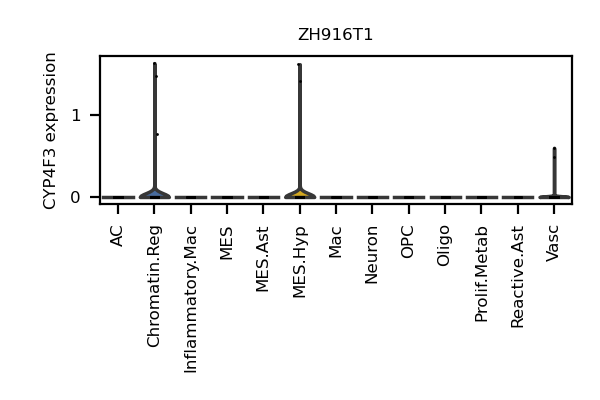 ZH916T1
CYP4F3 expression
1
0
AC
Chromatin.Reg
Inflammatory.Mac
MES
MES.Ast
MES.Hyp
Mac
Neuron
OPC
Oligo
Prolif.Metab
Reactive.Ast
Vasc